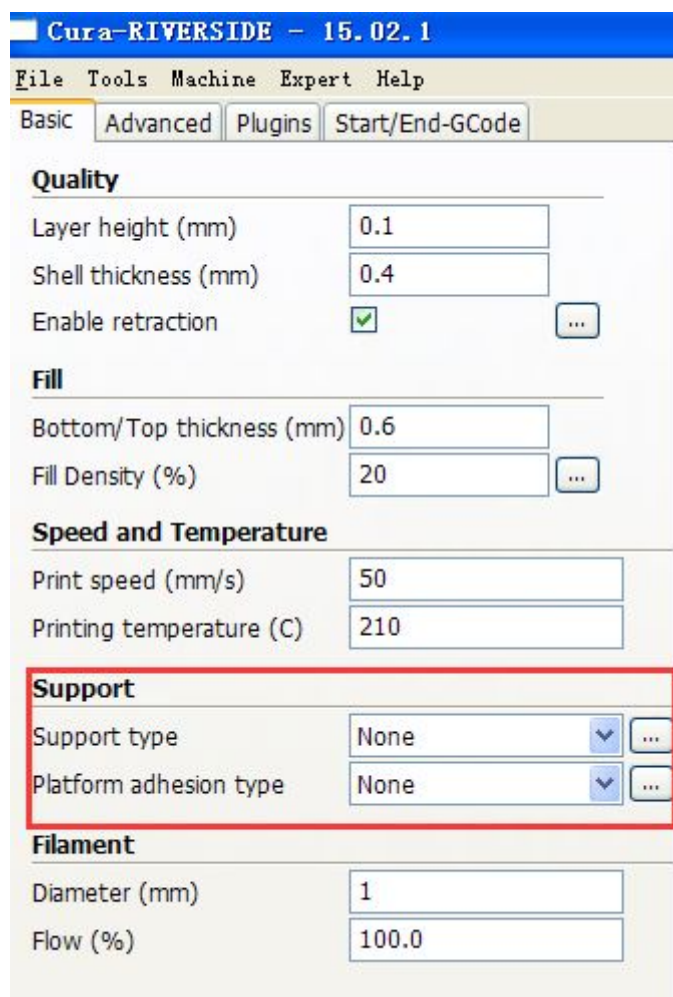 Cura-RIVERSIDE - 15.02.1
File Tools Machine Expert Help
Basic Advanced Plugins Start/End-GCode
Quality
Layer height (mm) 0.1
Shell thickness (mm) 0.4
Enable retraction ...
Fill
Bottom/Top thickness (mm) 0.6
Fill Density (%) 20 ...
Speed and Temperature
Print speed (mm/s) 50
Printing temperature (C) 210
Support
Support type None ...
Platform adhesion type None ...
Filament
Diameter (mm) 1
Flow (%) 100.0